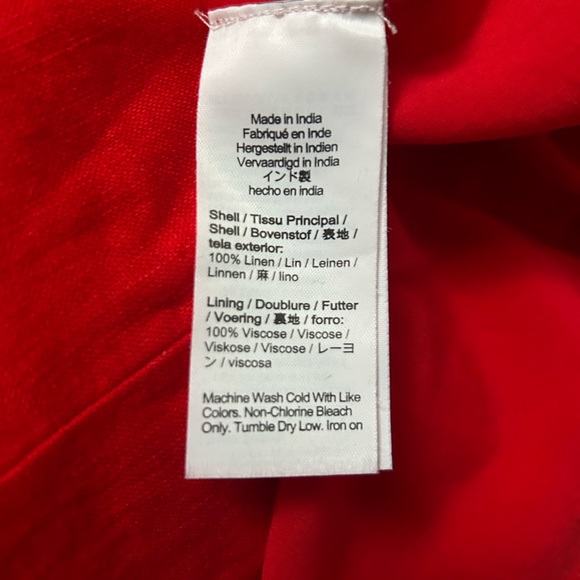 Made in India
Fabriqué en Inde
Hergestellt in Indien
Vervaardigd in India
インド製
hecho en india
Shell / Tissu Principal /
Shell / Bovenstof / 表地 /
tela exterior:
100% Linen / Lin / Leinen /
Linnen / 麻 / lino
Lining / Doublure / Futter
/ Voering / 裏地 / forro:
100% Viscose / Viscose /
Viskose / Viscose / レーヨ
ン / viscosa
Machine Wash Cold With Like
Colors. Non-Chlorine Bleach
Only. Tumble Dry Low. Iron on